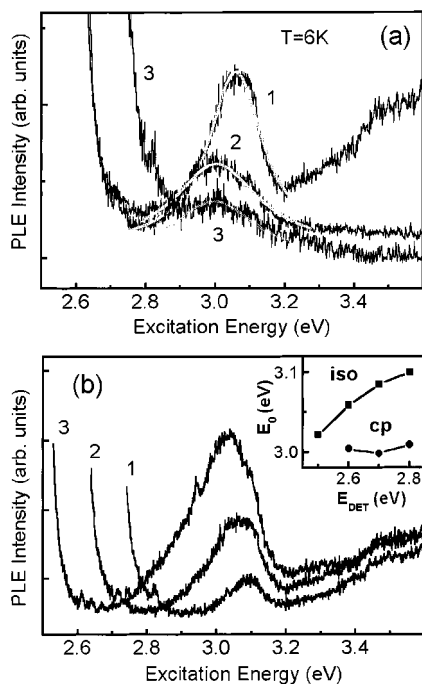 (a)
T=6K
3
1
2
3
PLE Intensity (arb. units)
2.6 2.8 3.0 3.2 3.4
Excitation Energy (eV)
(b)
3
2
1
PLE Intensity (arb. units)
3.1
3.0
E0 (eV)
iso
cp
2.6 2.8
EDET (eV)
2.6 2.8 3.0 3.2 3.4
Excitation Energy (eV)